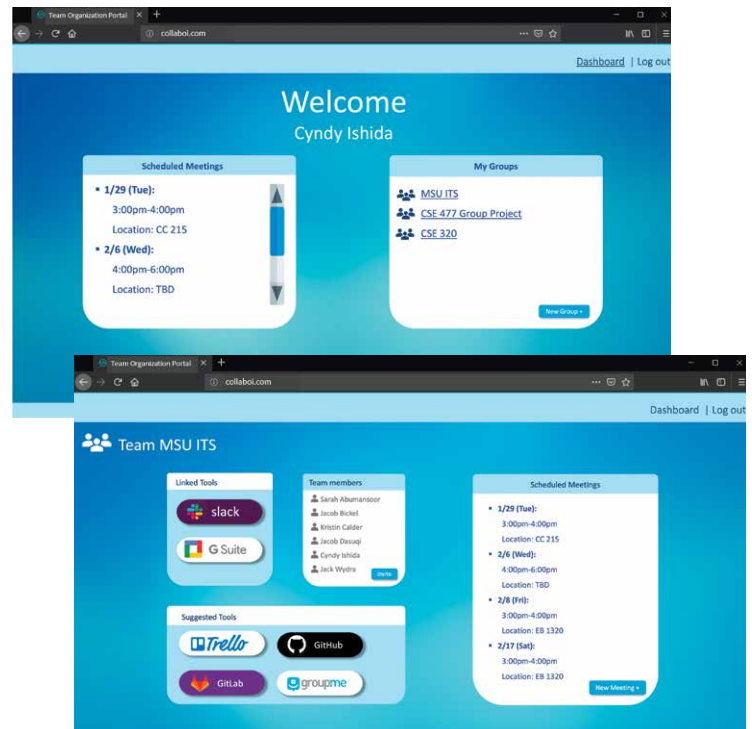 Team Organization Portal
collaboi.com
Dashboard | Log out
Welcome
Cyndy Ishida
Scheduled Meetings
1/29 (Tue):
3:00pm-4:00pm
Location: CC 215
2/6 (Wed):
4:00pm-6:00pm
Location: TBD
My Groups
MSU ITS
CSE 477 Group Project
CSE 320
New Group +
Team Organization Portal
collaboi.com
Dashboard | Log out
Team MSU ITS
Linked Tools
slack
G Suite
Team members
Sarah Abumansoor
Jacob Bickel
Kristin Calder
Jacob Dasuqi
Cyndy Ishida
Jack Wydra
Invite
Suggested Tools
Trello
GitHub
GitLab
groupme
Scheduled Meetings
1/29 (Tue):
3:00pm-4:00pm
Location: CC 215
2/6 (Wed):
4:00pm-6:00pm
Location: TBD
2/8 (Fri):
3:00pm-4:00pm
Location: EB 1320
2/17 (Sat):
3:00pm-4:00pm
Location: EB 1320
New Meeting +